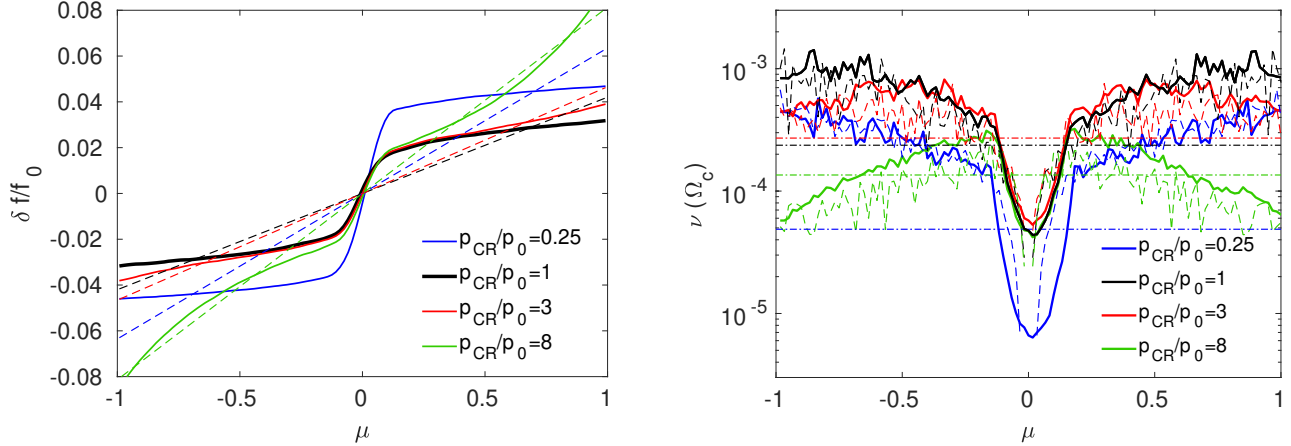 0.08
0.06
0.04
0.02
0
-0.02
-0.04
-0.06
-0.08
δ f/f_0
-1
-0.5
0
0.5
1
μ
p_CR/p_0=0.25
p_CR/p_0=1
p_CR/p_0=3
p_CR/p_0=8
10^-3
10^-4
10^-5
ν (Ω_c)
-1
-0.5
0
0.5
1
μ
p_CR/p_0=0.25
p_CR/p_0=1
p_CR/p_0=3
p_CR/p_0=8